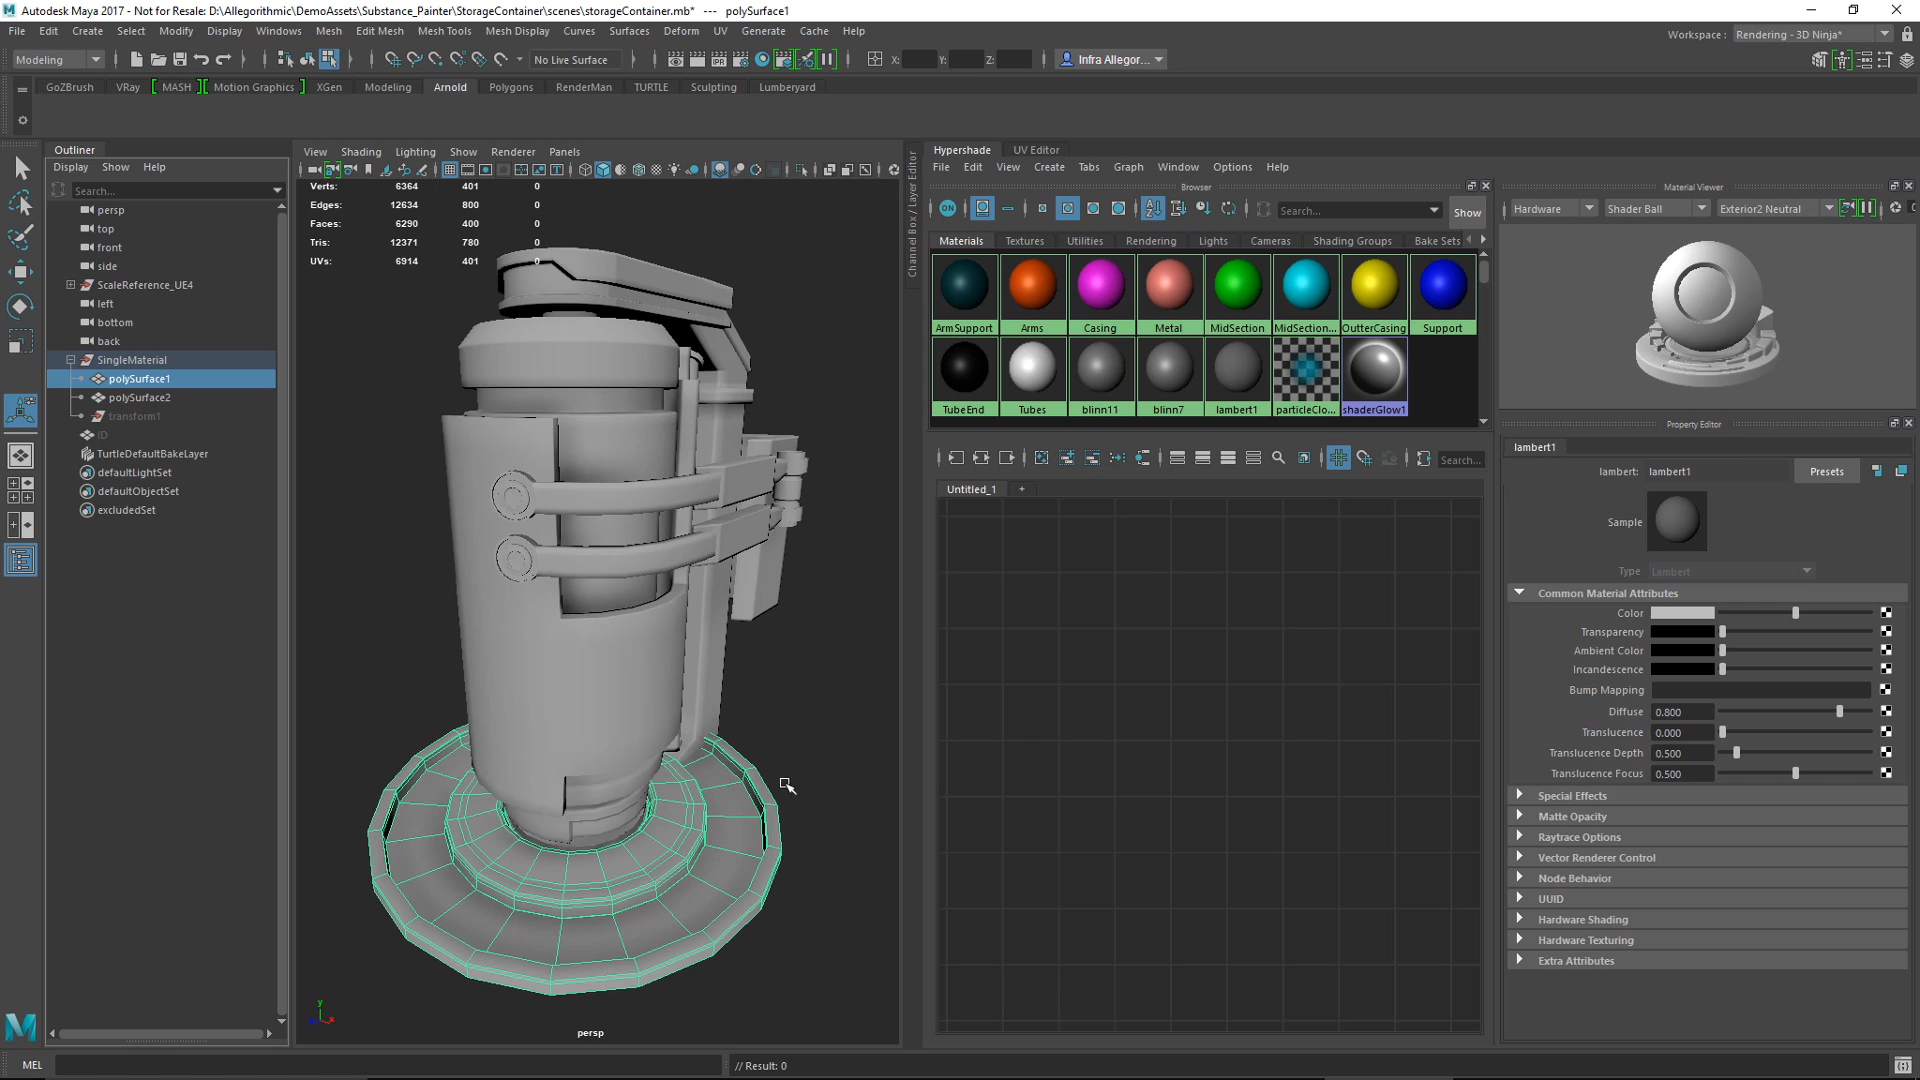 Autodesk Maya 2017 - Not for Resale: D:\Allegorithmic\DemoAssets\Substance_Painter\StorageContainer\scenes\storageContainer.mb* --- polySurface1
File Edit Create Select Modify Display Windows Mesh Edit Mesh Mesh Tools Mesh Display Curves Surfaces Deform UV Generate Cache Help
Workspace : Rendering - 3D Ninja*
Modeling No Live Surface X: Y: Z: Infra Allegor...
GoZBrush VRay MASH Motion Graphics XGen Modeling Arnold Polygons RenderMan TURTLE Sculpting Lumberyard
Outliner
Display Show Help
Search...
persp
top
front
side
ScaleReference_UE4
left
bottom
back
SingleMaterial
polySurface1
polySurface2
transform1
ID
TurtleDefaultBakeLayer
defaultLightSet
defaultObjectSet
excludedSet
View Shading Lighting Show Renderer Panels
Verts: 6364 401 0
Edges: 12634 800 0
Faces: 6290 400 0
Tris: 12371 780 0
UVs: 6914 401 0
y
x
persp
Channel Box / Layer Editor
Hypershade UV Editor
File Edit View Create Tabs Graph Window Options Help
Browser
ON Search... Show
Materials Textures Utilities Rendering Lights Cameras Shading Groups Bake Sets
ArmSupport Arms Casing Metal MidSection MidSection... OutterCasing Support
TubeEnd Tubes blinn11 blinn7 lambert1 particleClo... shaderGlow1
Search...
Untitled_1 +
Material Viewer
Hardware Shader Ball Exterior2 Neutral
Property Editor
lambert1
lambert: lambert1 Presets
Sample
Type Lambert
Common Material Attributes
Color
Transparency
Ambient Color
Incandescence
Bump Mapping
Diffuse 0.800
Translucence 0.000
Translucence Depth 0.500
Translucence Focus 0.500
Special Effects
Matte Opacity
Raytrace Options
Vector Renderer Control
Node Behavior
UUID
Hardware Shading
Hardware Texturing
Extra Attributes
MEL // Result: 0